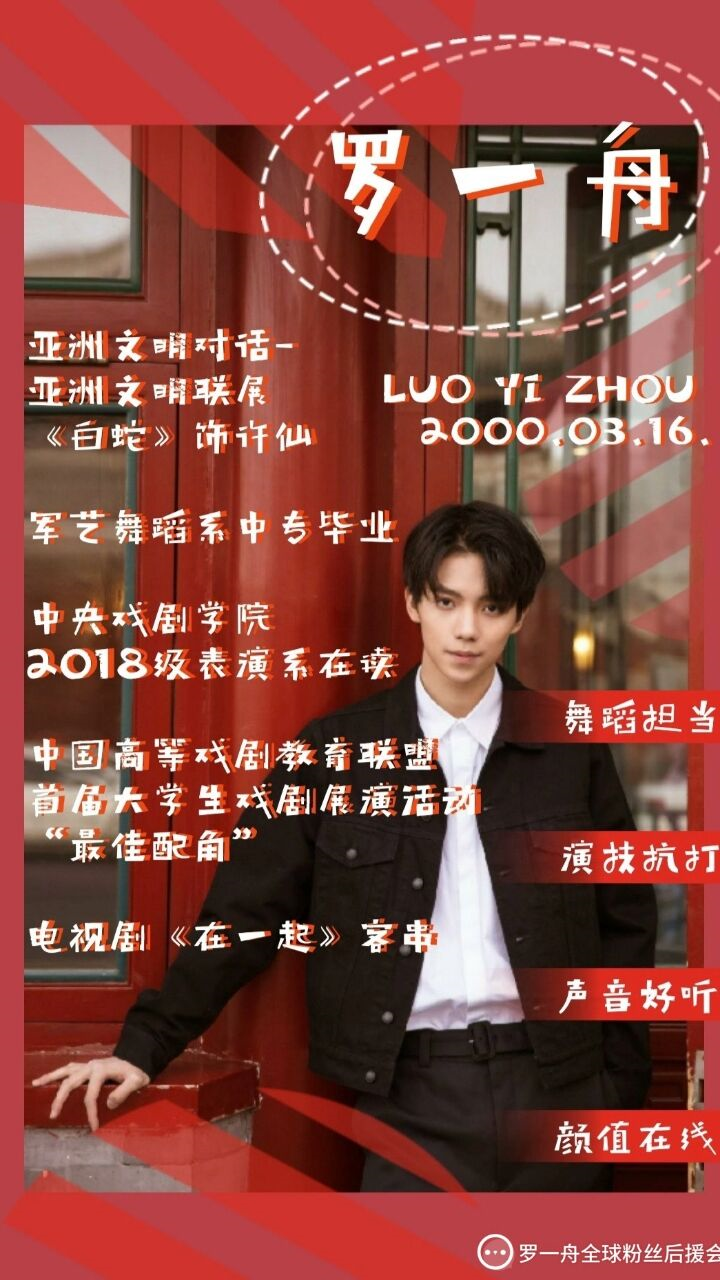 罗一舟
亚洲文明对话-
亚洲文明联展
《白蛇》饰许仙
LUO YI ZHOU
2000.03.16.
军艺舞蹈系中专毕业
中央戏剧学院
2018级表演系在读
中国高等戏剧教育联盟
首届大学生戏剧展演活动
“最佳配角”
电视剧《在一起》客串
舞蹈担当
演技抗打
声音好听
颜值在线
罗一舟全球粉丝后援会